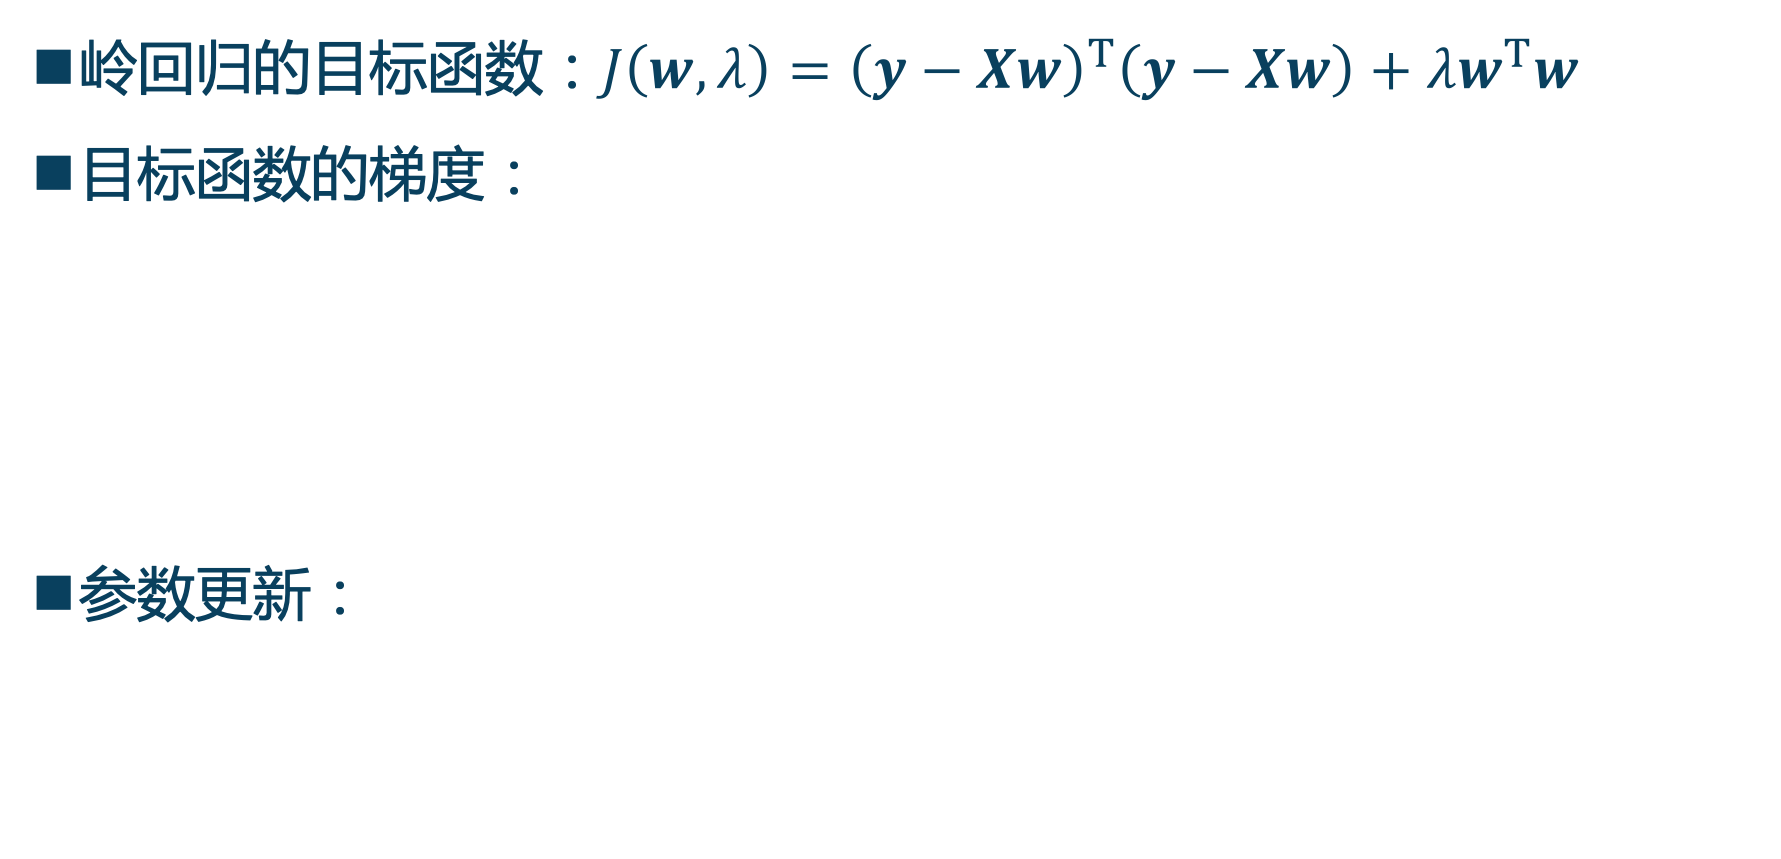 ■岭回归的目标函数：J(w, λ) = (y − Xw)ᵀ(y − Xw) + λwᵀw
■目标函数的梯度：
■参数更新：